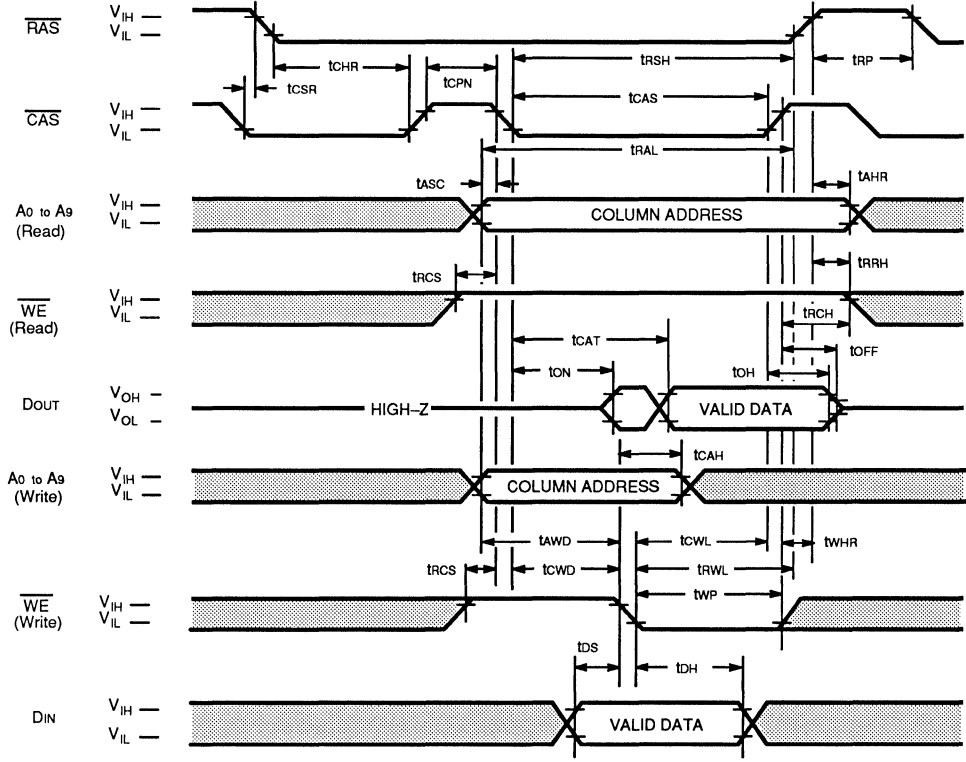 RAS
VIH
VIL
tCHR
tCPN
tRSH
tRP
tCSR
tCAS
CAS
VIH
VIL
tRAL
tASC
tAHR
A0 to A9
(Read)
VIH
VIL
COLUMN ADDRESS
tRCS
tRRH
WE
(Read)
VIH
VIL
tRCH
tCAT
tOFF
tON
tOH
DOUT
VOH
VOL
HIGH–Z
VALID DATA
tCAH
A0 to A9
(Write)
VIH
VIL
COLUMN ADDRESS
tAWD
tCWL
tWHR
tRCS
tCWD
tRWL
WE
(Write)
VIH
VIL
tWP
tDS
tDH
DIN
VIH
VIL
VALID DATA